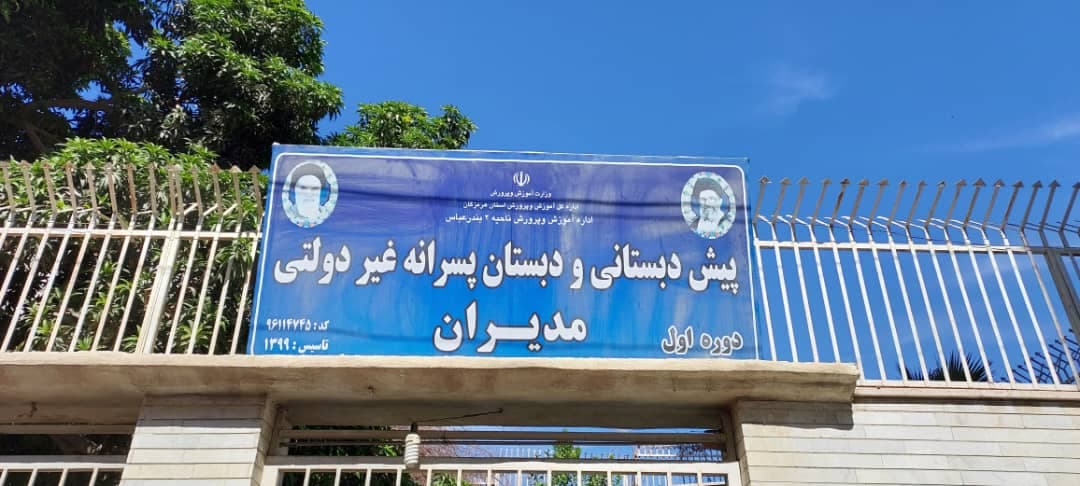 وزارت آموزش وپرورش
اداره کل آموزش وپرورش استان هرمزگان
اداره آموزش وپرورش ناحیه ۲ بندرعباس
پیش دبستانی و دبستان پسرانه غیر دولتی
مدیران
دوره اول
کد: ۹۶۱۱۴۷۴۵
تاسیس: ۱۳۹۹